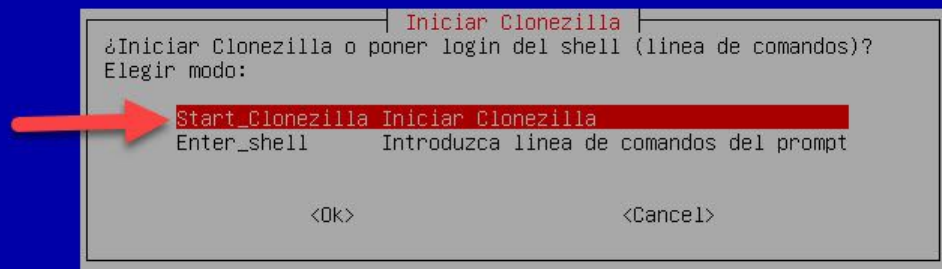 Iniciar Clonezilla
¿Iniciar Clonezilla o poner login del shell (linea de comandos)?
Elegir modo:
Start_Clonezilla Iniciar Clonezilla
Enter_shell Introduzca linea de comandos del prompt
<Ok> <Cancel>